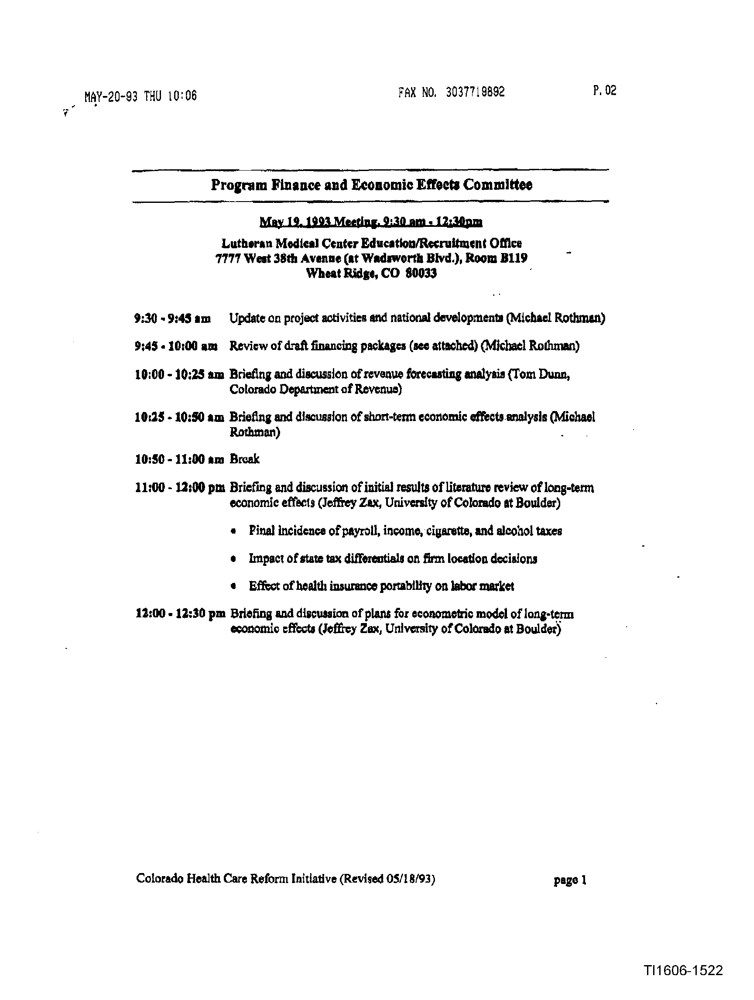 MAY-20-93 THU 10:06 FAX NO. 3037719892 P.02
Program Finance and Economic Effects Committee
May 19, 1993 Meeting, 9:30 am - 12:30pm
Lutheran Medical Center Education/Recruitment Office
7777 West 38th Avenue (at Wadsworth Blvd.), Room B119
Wheat Ridge, CO 80033
9:30 - 9:45 am Update on project activities and national developments (Michael Rothman)
9:45 - 10:00 am Review of draft financing packages (see attached) (Michael Rothman)
10:00 - 10:25 am Briefing and discussion of revenue forecasting analysis (Tom Dunn,
Colorado Department of Revenue)
10:25 - 10:50 am Briefing and discussion of short-term economic effects analysis (Michael
Rothman)
10:50 - 11:00 am Break
11:00 - 12:00 pm Briefing and discussion of initial results of literature review of long-term
economic effects (Jeffrey Zax, University of Colorado at Boulder)
• Final incidence of payroll, income, cigarette, and alcohol taxes
• Impact of state tax differentials on firm location decisions
• Effect of health insurance portability on labor market
12:00 - 12:30 pm Briefing and discussion of plans for econometric model of long-term
economic effects (Jeffrey Zax, University of Colorado at Boulder)
Colorado Health Care Reform Initiative (Revised 05/18/93) page 1
TI1606-1522